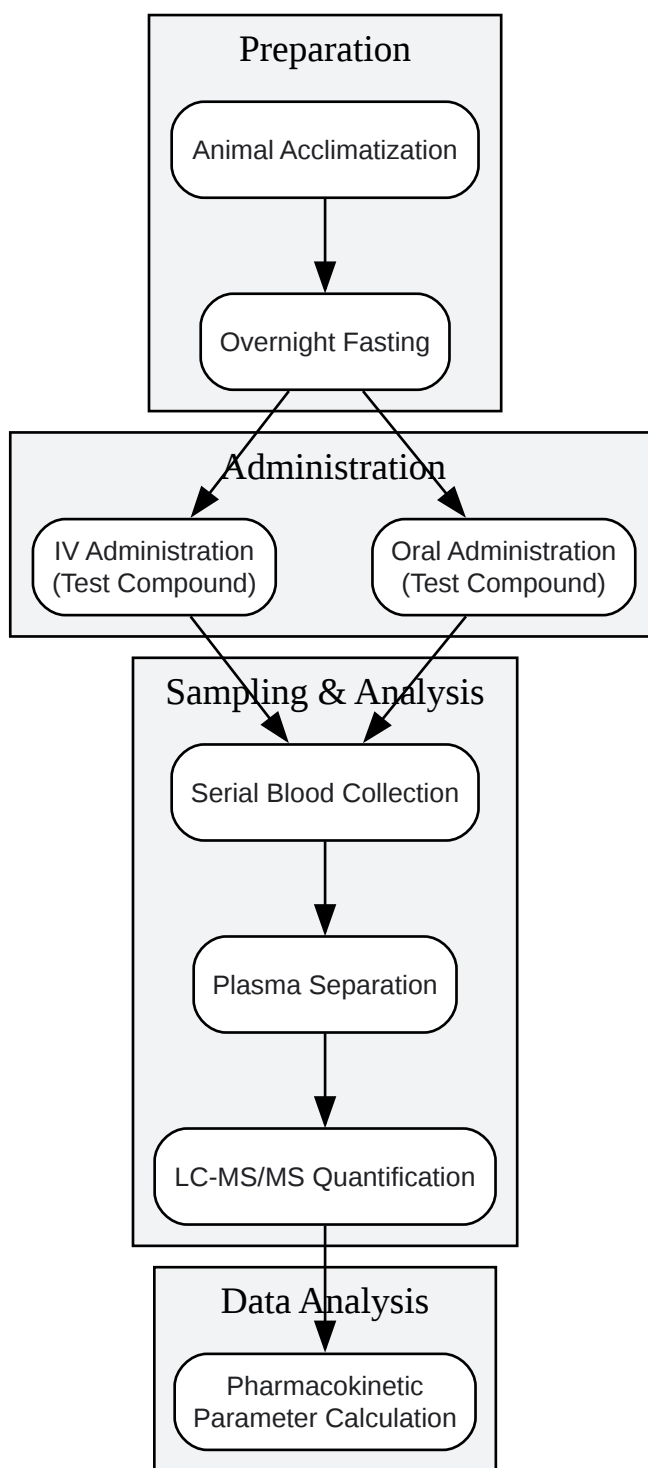 Preparation
Animal Acclimatization
Overnight Fasting
Administration
IV Administration
(Test Compound)
Oral Administration
(Test Compound)
Sampling & Analysis
Serial Blood Collection
Plasma Separation
LC-MS/MS Quantification
Data Analysis
Pharmacokinetic
Parameter Calculation